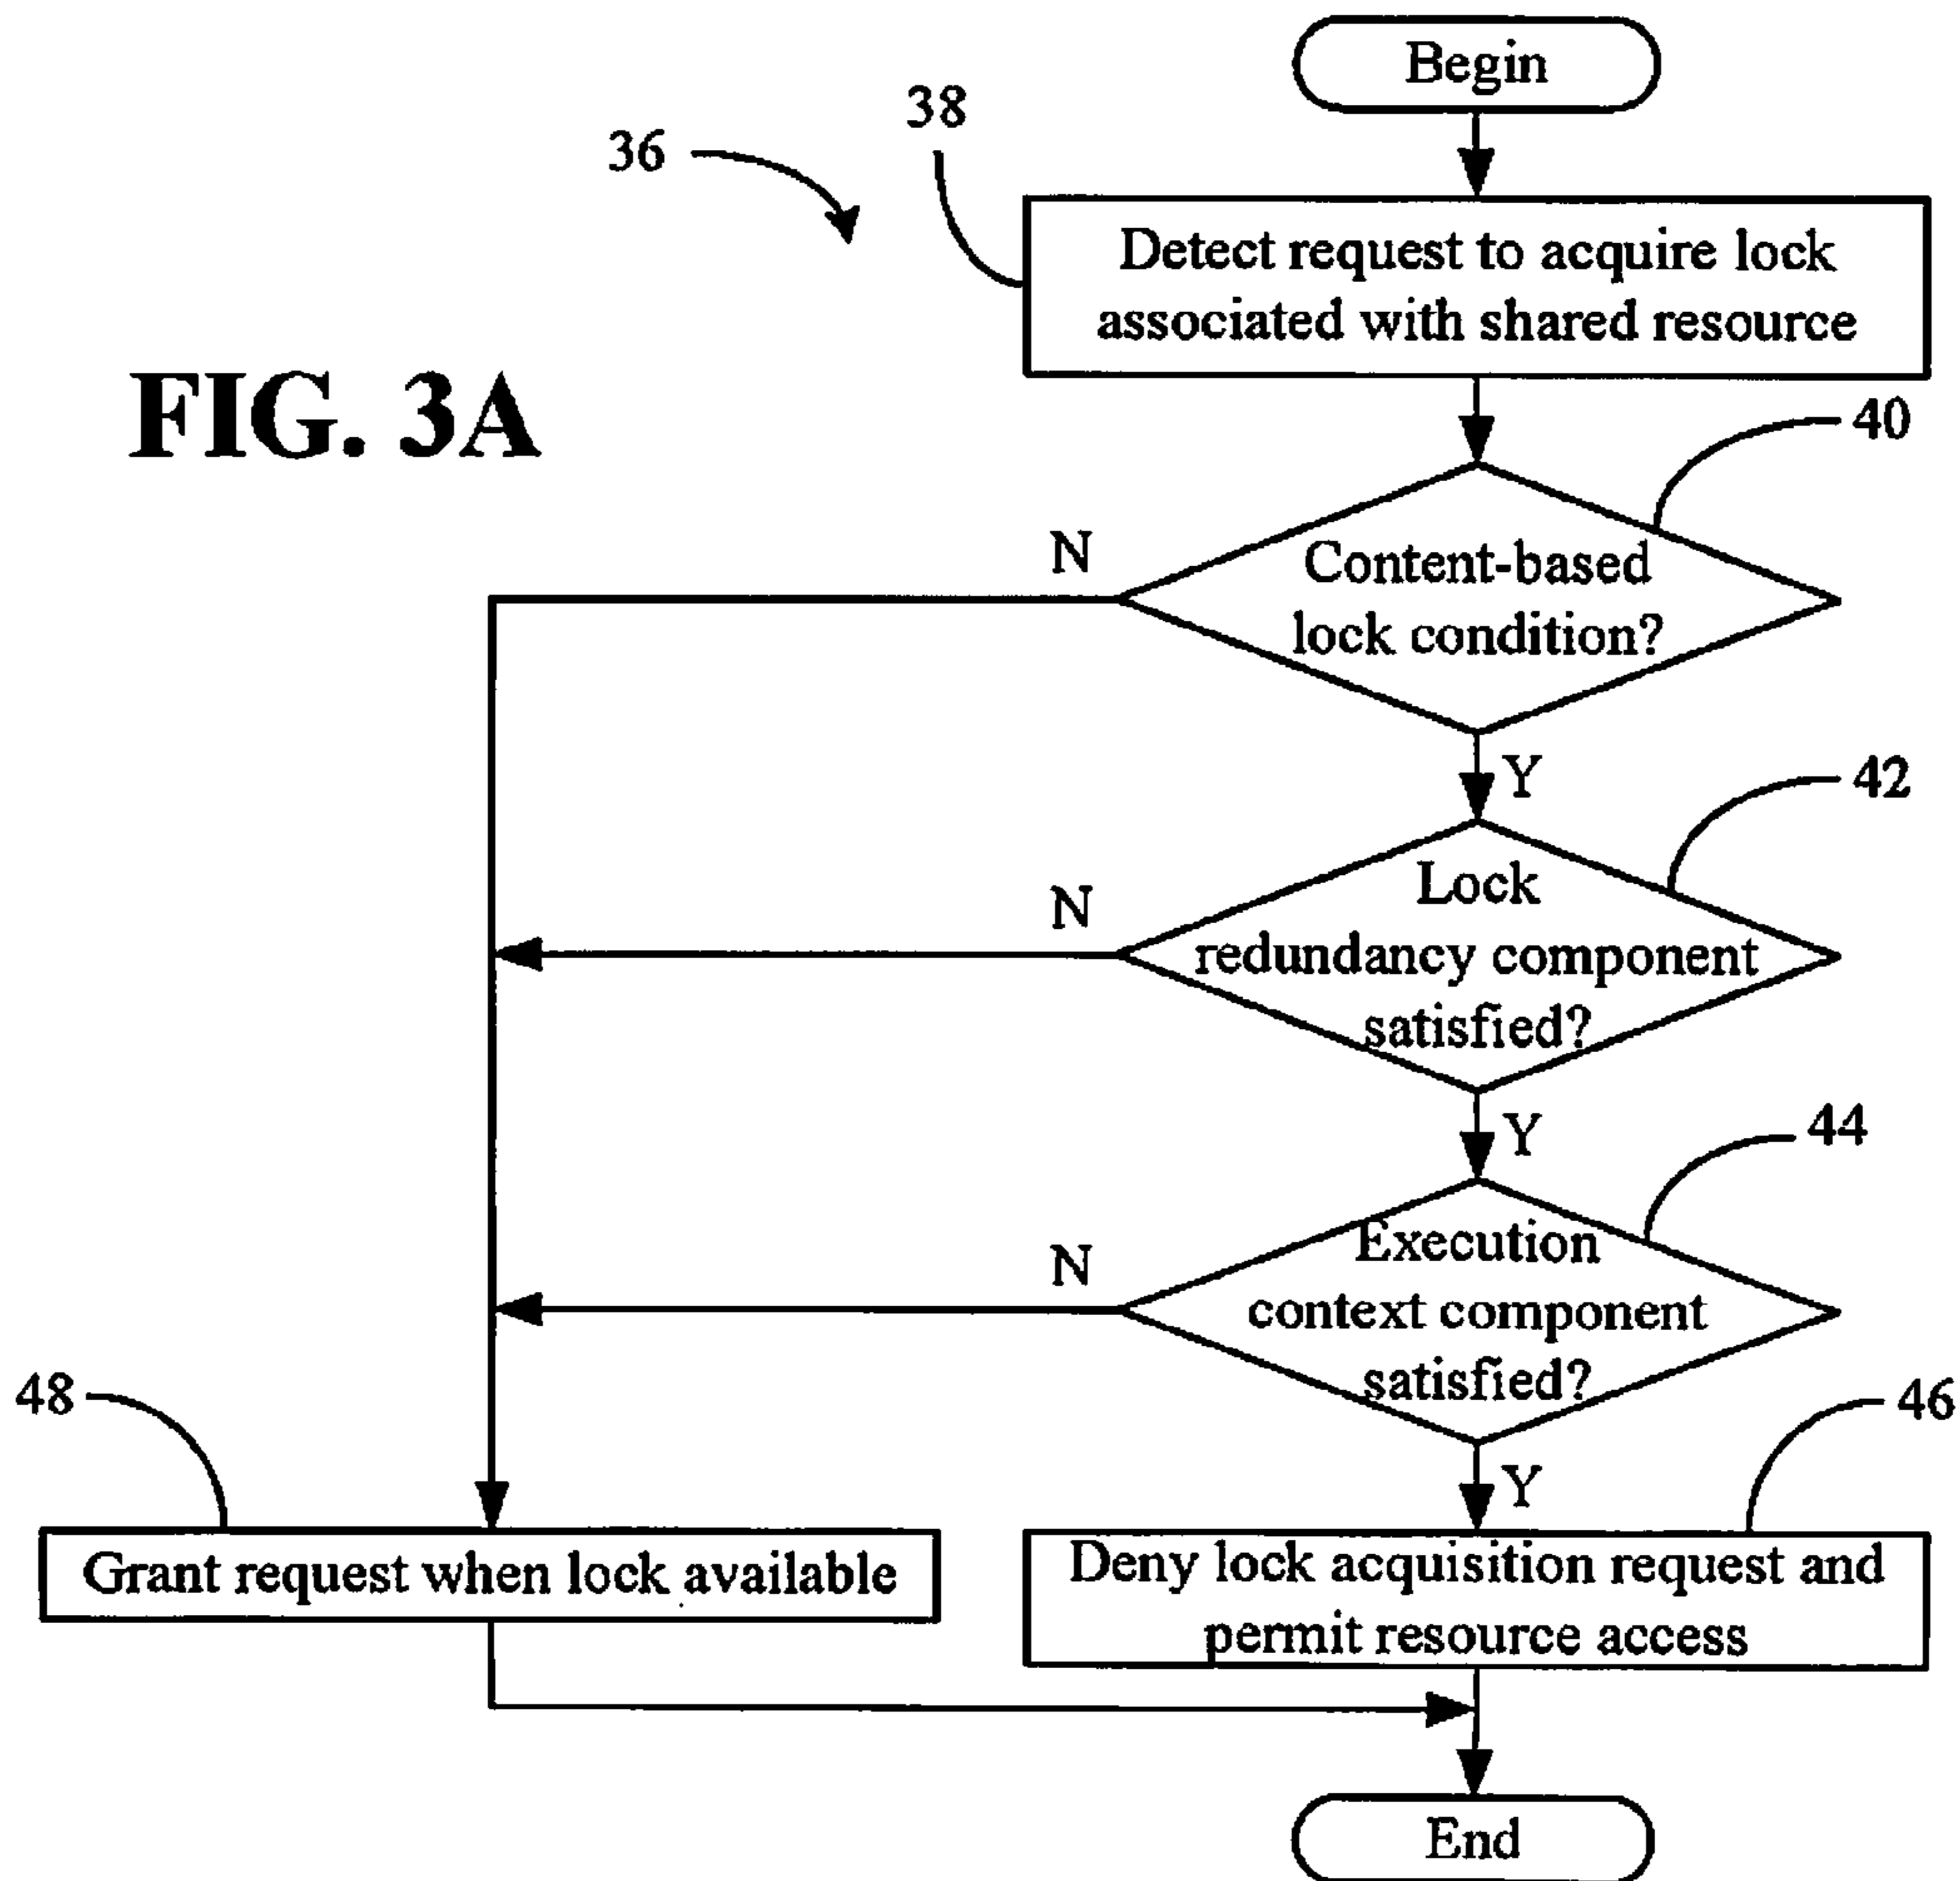 Begin
38
36
Detect request to acquire lock
associated with shared resource
FIG. 3A
40
N
Content-based
lock condition?
Y
42
N
Lock
redundancy component
satisfied?
Y
44
N
Execution
context component
satisfied?
48
46
Y
Grant request when lock available
Deny lock acquisition request and
permit resource access
End